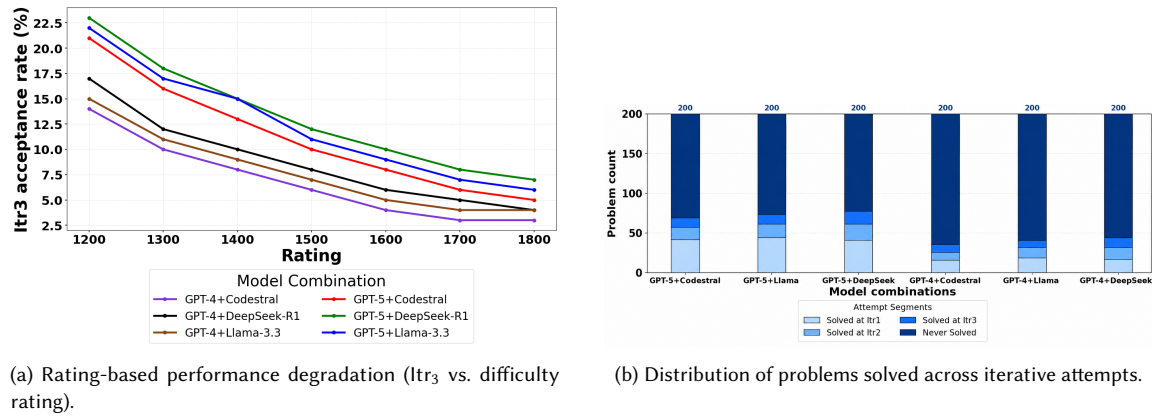 Itr3 acceptance rate (%)
22.5
20.0
17.5
15.0
12.5
10.0
7.5
5.0
2.5
1200 1300 1400 1500 1600 1700 1800
Rating
Model Combination
GPT-4+Codestral GPT-5+Codestral
GPT-4+DeepSeek-R1 GPT-5+DeepSeek-R1
GPT-4+Llama-3.3 GPT-5+Llama-3.3
(a) Rating-based performance degradation (Itr₃ vs. difficulty
rating).
Problem count
200 200 200 200 200 200
200
150
100
50
0
GPT-5+Codestral GPT-5+Llama GPT-5+DeepSeek GPT-4+Codestral GPT-4+Llama GPT-4+DeepSeek
Model combinations
Attempt Segments
Solved at Itr1 Solved at Itr3
Solved at Itr2 Never Solved
(b) Distribution of problems solved across iterative attempts.